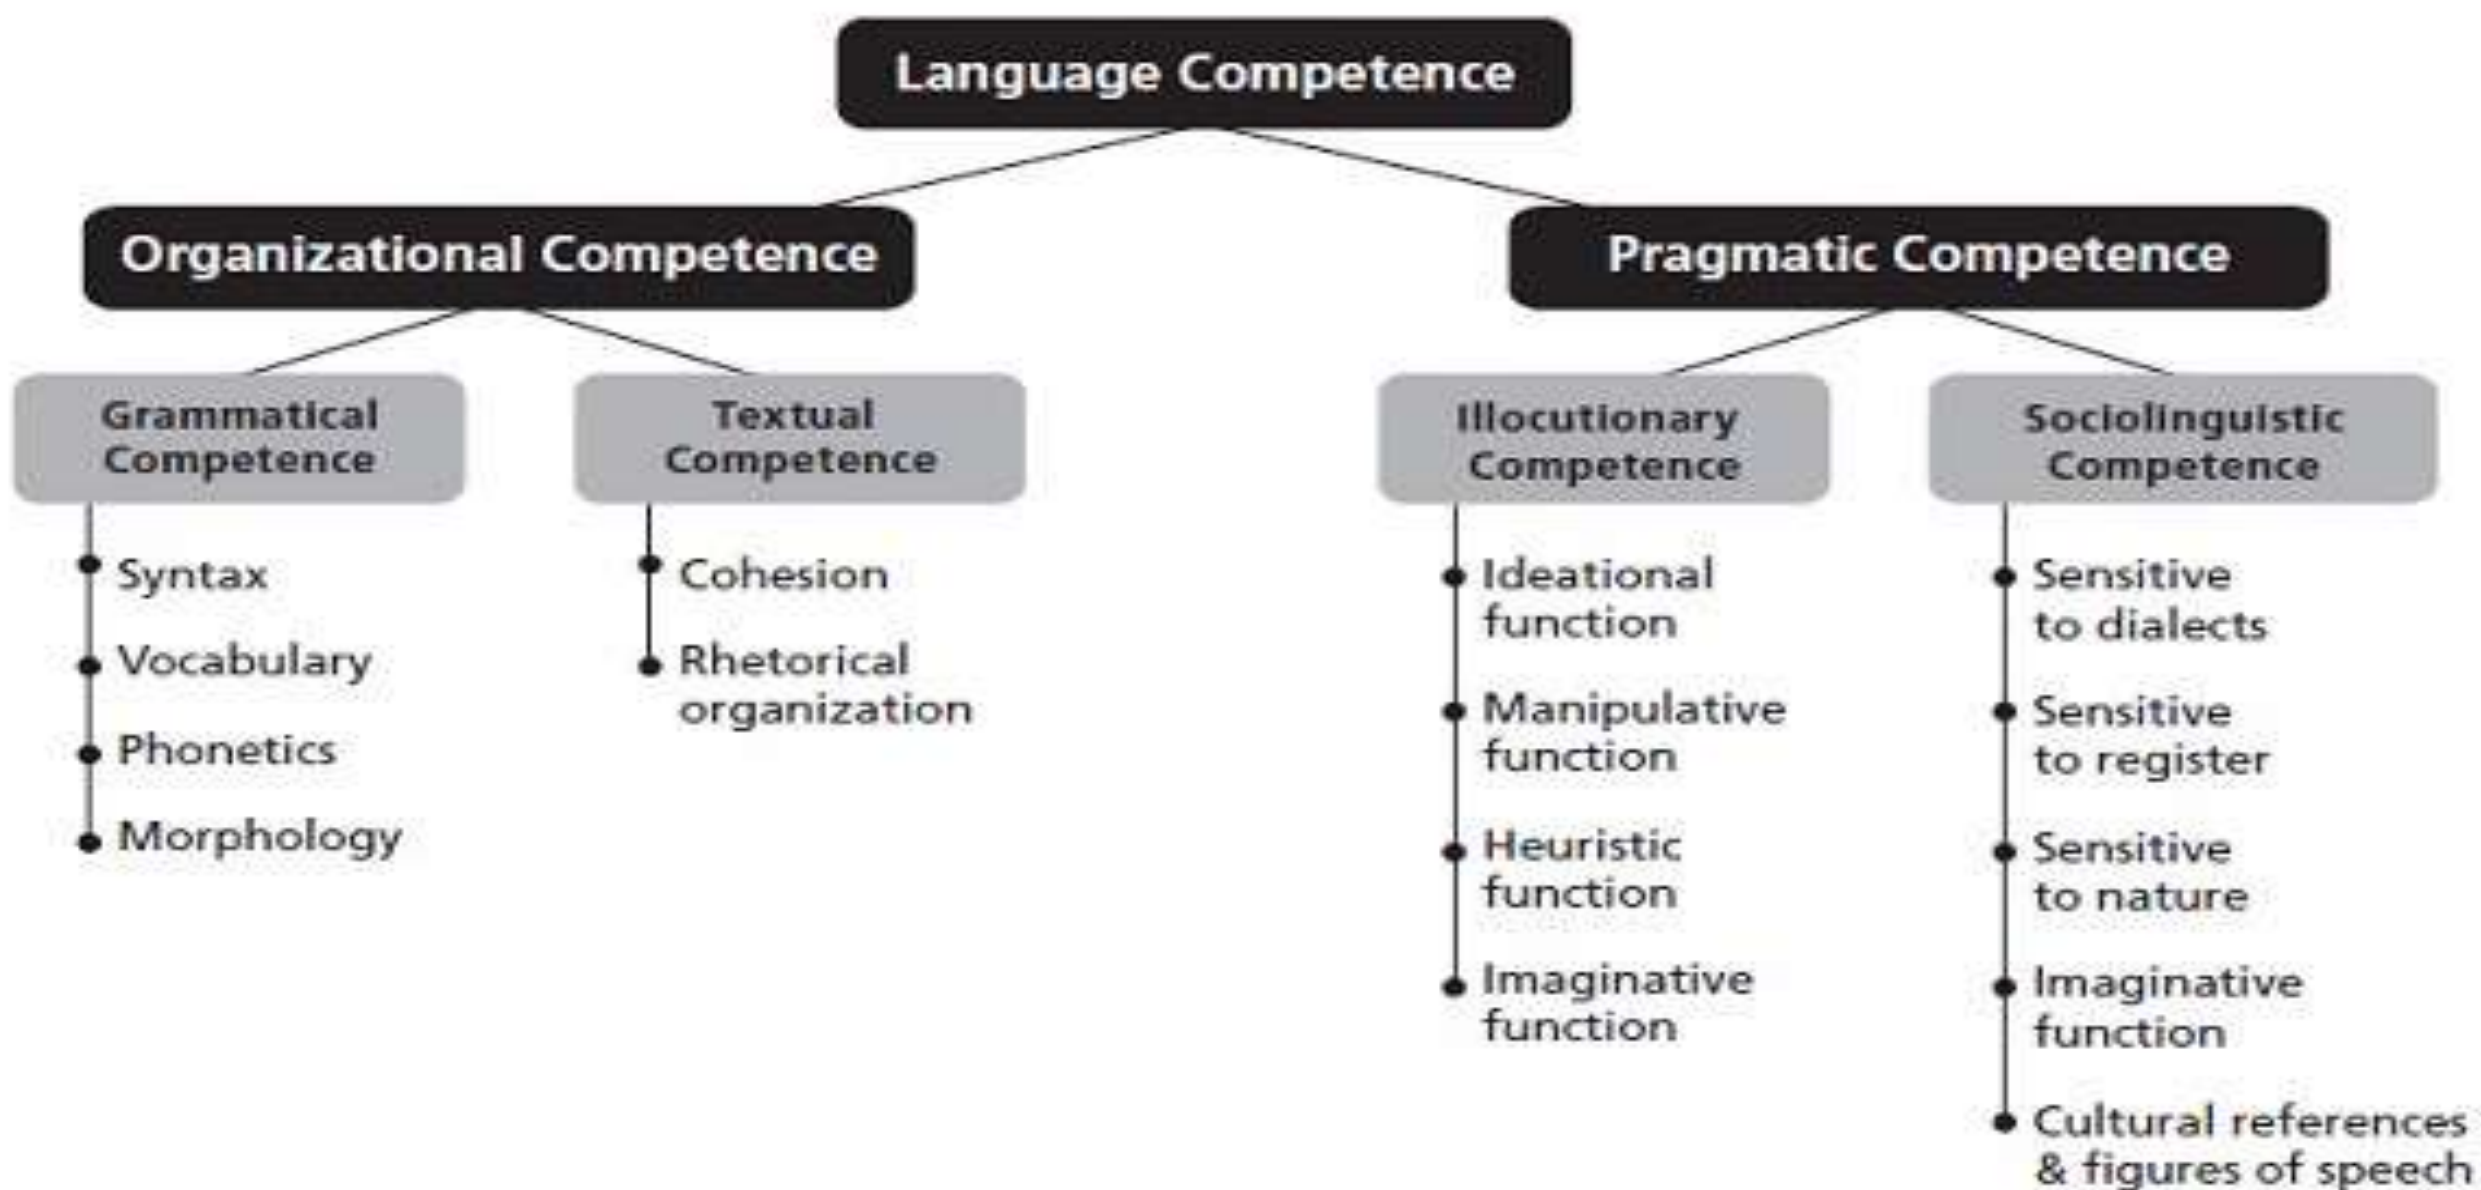 Language Competence
Organizational Competence
Pragmatic Competence
Grammatical
Competence
Textual
Competence
Illocutionary
Competence
Sociolinguistic
Competence
Syntax
Vocabulary
Phonetics
Morphology
Cohesion
Rhetorical
organization
Ideational
function
Manipulative
function
Heuristic
function
Imaginative
function
Sensitive
to dialects
Sensitive
to register
Sensitive
to nature
Imaginative
function
Cultural references
& figures of speech